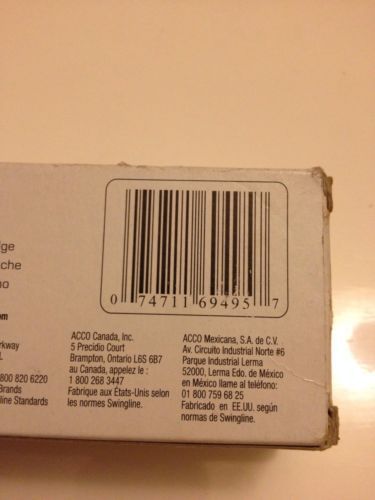 0 74711 69495 7
dge
che
no
om
ACCO Canada, Inc.
5 Precidio Court
Brampton, Ontario L6S 6B7
au Canada, appelez le :
1 800 268 3447
Fabrique aux États-Unis selon
les normes Swingline.
rkway
L
800 820 6220
Brands
line Standards
ACCO Mexicana, S.A. de C.V.
Av. Circuito Industrial Norte #6
Parque Industrial Lerma
52000, Lerma Edo. de México
en México llame al teléfono:
01 800 759 68 25
Fabricado en EE.UU. según
normas de Swingline.